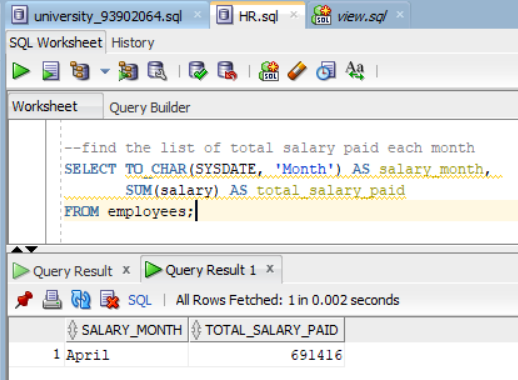 university_93902064.sql × HR.sql × view.sql ×
SQL Worksheet History
Worksheet Query Builder
--find the list of total salary paid each month
SELECT TO_CHAR(SYSDATE, 'Month') AS salary_month,
SUM(salary) AS total_salary_paid
FROM employees;
Query Result × Query Result 1 ×
SQL | All Rows Fetched: 1 in 0.002 seconds
SALARY_MONTH TOTAL_SALARY_PAID
1 April 691416